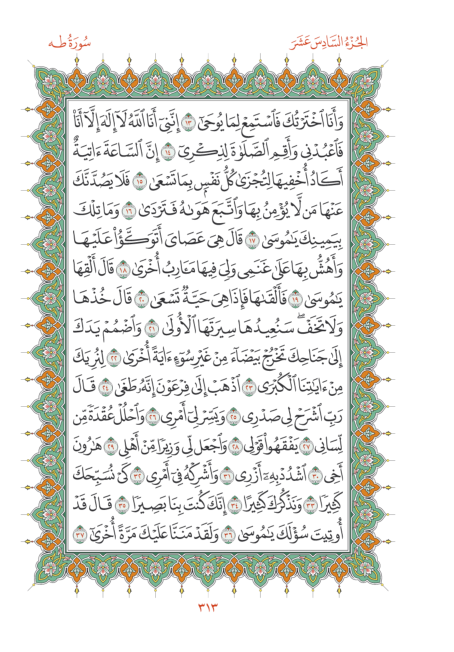 الجُزْءُ السَّادِسَ عَشَرَ
سُورَةُ طه
وَأَنَا ٱخْتَرْتُكَ فَٱسْتَمِعْ لِمَا يُوحَىٰٓ ١٣ إِنَّنِىٓ أَنَا ٱللَّهُ لَآ إِلَٰهَ إِلَّآ أَنَا۠
فَٱعْبُدْنِى وَأَقِمِ ٱلصَّلَوٰةَ لِذِكْرِىٓ ١٤ إِنَّ ٱلسَّاعَةَ ءَاتِيَةٌ
أَكَادُ أُخْفِيهَا لِتُجْزَىٰ كُلُّ نَفْسٍۭ بِمَا تَسْعَىٰ ١٥ فَلَا يَصُدَّنَّكَ
عَنْهَا مَن لَّا يُؤْمِنُ بِهَا وَٱتَّبَعَ هَوَىٰهُ فَتَرْدَىٰ ١٦ وَمَا تِلْكَ
بِيَمِينِكَ يَٰمُوسَىٰ ١٧ قَالَ هِىَ عَصَاىَ أَتَوَكَّؤُا۟ عَلَيْهَا
وَأَهُشُّ بِهَا عَلَىٰ غَنَمِى وَلِىَ فِيهَا مَـَٔارِبُ أُخْرَىٰ ١٨ قَالَ أَلْقِهَا
يَٰمُوسَىٰ ١٩ فَأَلْقَىٰهَا فَإِذَا هِىَ حَيَّةٌ تَسْعَىٰ ٢٠ قَالَ خُذْهَا
وَلَا تَخَفْ ۖ سَنُعِيدُهَا سِيرَتَهَا ٱلْأُولَىٰ ٢١ وَٱضْمُمْ يَدَكَ
إِلَىٰ جَنَاحِكَ تَخْرُجْ بَيْضَآءَ مِنْ غَيْرِ سُوٓءٍ ءَايَةً أُخْرَىٰ ٢٢ لِنُرِيَكَ
مِنْ ءَايَٰتِنَا ٱلْكُبْرَى ٢٣ ٱذْهَبْ إِلَىٰ فِرْعَوْنَ إِنَّهُۥ طَغَىٰ ٢٤ قَالَ
رَبِّ ٱشْرَحْ لِى صَدْرِى ٢٥ وَيَسِّرْ لِىٓ أَمْرِى ٢٦ وَٱحْلُلْ عُقْدَةً مِّن
لِّسَانِى ٢٧ يَفْقَهُوا۟ قَوْلِى ٢٨ وَٱجْعَل لِّى وَزِيرًا مِّنْ أَهْلِى ٢٩ هَٰرُونَ
أَخِى ٣٠ ٱشْدُدْ بِهِۦٓ أَزْرِى ٣١ وَأَشْرِكْهُ فِىٓ أَمْرِى ٣٢ كَىْ نُسَبِّحَكَ
كَثِيرًا ٣٣ وَنَذْكُرَكَ كَثِيرًا ٣٤ إِنَّكَ كُنتَ بِنَا بَصِيرًا ٣٥ قَالَ قَدْ
أُوتِيتَ سُؤْلَكَ يَٰمُوسَىٰ ٣٦ وَلَقَدْ مَنَنَّا عَلَيْكَ مَرَّةً أُخْرَىٰٓ ٣٧
٣١٣